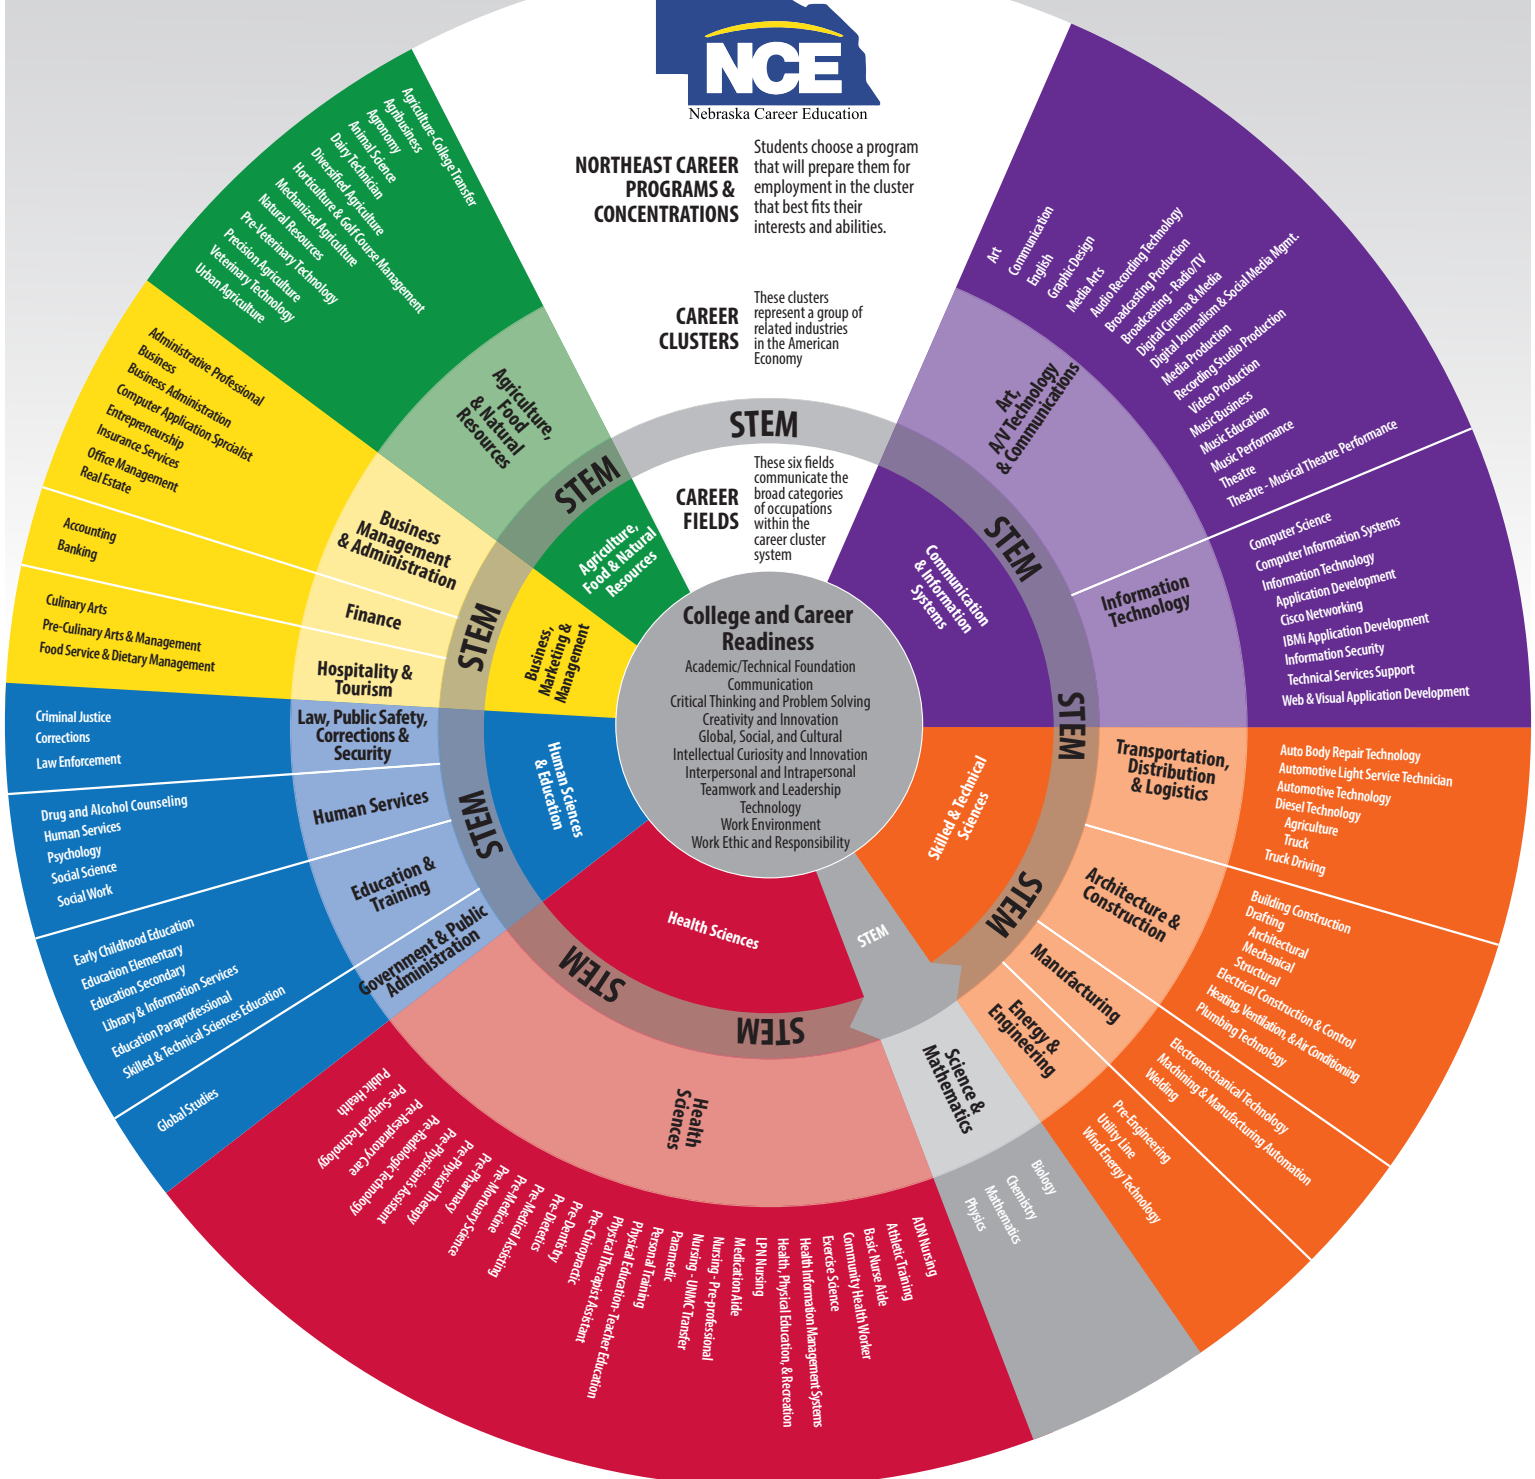 NCE
Nebraska Career Education
NORTHEAST CAREER
PROGRAMS &
CONCENTRATIONS
Students choose a program
that will prepare them for
employment in the cluster
that best fits their
interests and abilities.
CAREER
CLUSTERS
These clusters
represent a group of
related industries
in the American
Economy
STEM
CAREER
FIELDS
These six fields
communicate the
broad categories
of occupations
within the
career cluster
system
College and Career
Readiness
Academic/Technical Foundation
Communication
Critical Thinking and Problem Solving
Creativity and Innovation
Global, Social, and Cultural
Intellectual Curiosity and Innovation
Interpersonal and Intrapersonal
Teamwork and Leadership
Technology
Work Environment
Work Ethic and Responsibility
Communication
& Information
Systems
STEM
Art,
A/V Technology
& Communications
Art
Communication
English
Graphic Design
Media Arts
Audio Recording Technology
Broadcasting Production
Broadcasting - Radio/TV
Digital Cinema & Media
Digital Journalism & Social Media Mgmt.
Media Production
Recording Studio Production
Video Production
Music Business
Music Education
Music Performance
Theatre
Theatre - Musical Theatre Performance
Information
Technology
Computer Science
Computer Information Systems
Information Technology
Application Development
Cisco Networking
IBMi Application Development
Information Security
Technical Services Support
Web & Visual Application Development
STEM
Skilled & Technical
Sciences
Transportation,
Distribution
& Logistics
Auto Body Repair Technology
Automotive Light Service Technician
Automotive Technology
Diesel Technology
Agriculture
Truck
Truck Driving
STEM
Architecture &
Construction
Building Construction
Drafting
Architectural
Mechanical
Structural
Electrical Construction & Control
Heating, Ventilation, & Air Conditioning
Plumbing Technology
Manufacturing
Electromechanical Technology
Machining & Manufacturing Automation
Welding
Energy &
Engineering
Pre-Engineering
Utility Line
Wind Energy Technology
STEM
Science &
Mathematics
Biology
Chemistry
Mathematics
Physics
Health Sciences
STEM
STEM
Health
Sciences
ADN Nursing
Athletic Training
Basic Nurse Aide
Community Health Worker
Exercise Science
Health Information Management Systems
Health, Physical Education, & Recreation
LPN Nursing
Medication Aide
Nursing - Pre-professional
Nursing - UNMC Transfer
Paramedic
Personal Training
Physical Education- Teacher Education
Physical Therapist Assistant
Pre-Chiropractic
Pre-Dentistry
Pre-Dietetics
Pre-Medical Assisting
Pre-Medicine
Pre-Mortuary Science
Pre-Pharmacy
Pre-Physical Therapy
Pre-Physician's Assistant
Pre-Radiologic Technology
Pre-Respiratory Care
Pre-Surgical Technology
Public Health
Human Sciences
& Education
STEM
Government & Public
Administration
Global Studies
Education &
Training
Early Childhood Education
Education Elementary
Education Secondary
Library & Information Services
Education Paraprofessional
Skilled & Technical Sciences Education
Human Services
Drug and Alcohol Counseling
Human Services
Psychology
Social Science
Social Work
Law, Public Safety,
Corrections &
Security
Criminal Justice
Corrections
Law Enforcement
Business,
Marketing &
Management
STEM
Hospitality &
Tourism
Culinary Arts
Pre-Culinary Arts & Management
Food Service & Dietary Management
Finance
Accounting
Banking
Business
Management
& Administration
Administrative Professional
Business
Business Administration
Computer Application Sprcialist
Entrepreneurship
Insurance Services
Office Management
Real Estate
Agriculture,
Food & Natural
Resources
STEM
Agriculture,
Food
& Natural
Resources
Agriculture-College Transfer
Agribusiness
Agronomy
Animal Science
Dairy Technician
Diversified Agriculture
Horticulture & Golf Course Management
Mechanized Agriculture
Natural Resources
Pre-Veterinary Technology
Precision Agriculture
Veterinary Technology
Urban Agriculture